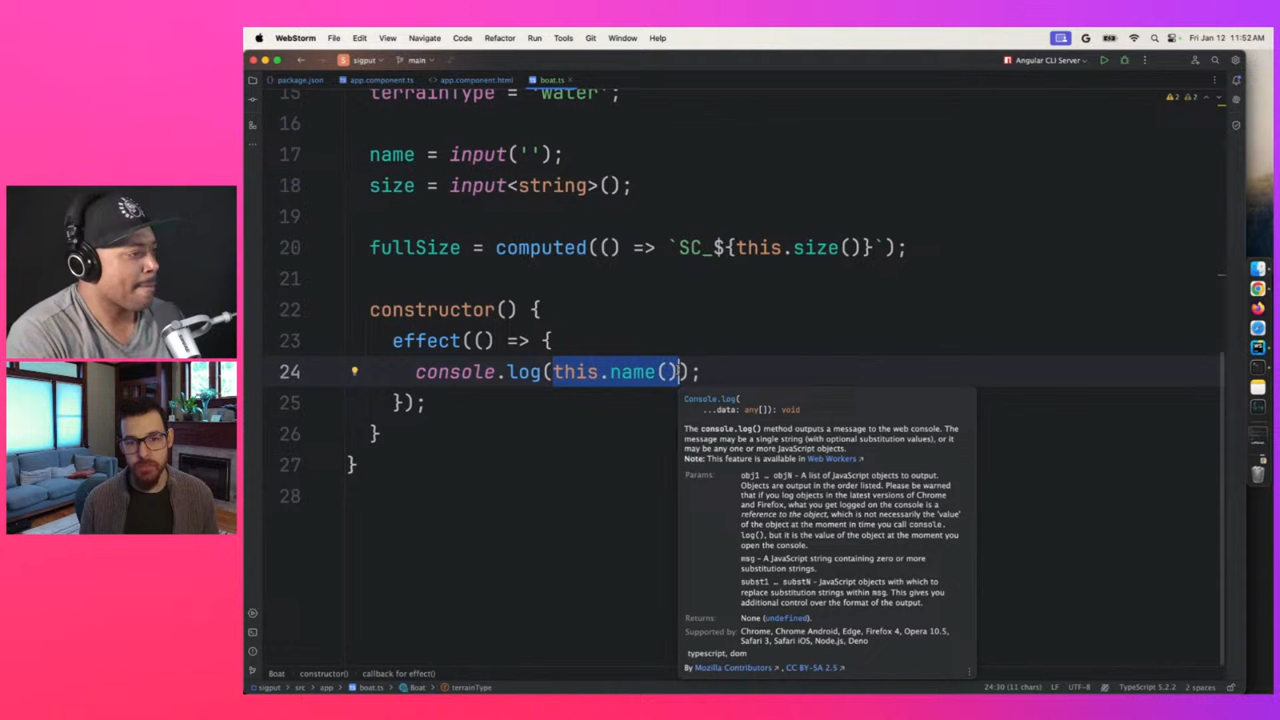 WebStorm File Edit View Navigate Code Refactor Run Tools Git Window Help Fri Jan 12 11:52 AM
sigput main Angular CLI Server
package.json app.component.ts app.component.html boat.ts
15 terrainType = 'Water';
2 2
16
17 name = input('');
18 size = input<string>();
19
20 fullSize = computed(() => `SC_${this.size()}`);
21
22 constructor() {
23 effect(() => {
24 console.log(this.name());
25 });
26 }
27 }
28
Console.log(
...data: any[]): void
The console.log() method outputs a message to the web console. The
message may be a single string (with optional substitution values), or it
may be any one or more JavaScript objects.
Note: This feature is available in Web Workers
Params: obj1 … objN – A list of JavaScript objects to output.
Objects are output in the order listed. Please be warned
that if you log objects in the latest versions of Chrome
and Firefox, what you get logged on the console is a
reference to the object, which is not necessarily the 'value'
of the object at the moment in time you call console.
log(), but it is the value of the object at the moment you
open the console.
msg – A JavaScript string containing zero or more
substitution strings.
subst1 … substN – JavaScript objects with which to
replace substitution strings within msg. This gives you
additional control over the format of the output.
Returns: None (undefined).
Supported by: Chrome, Chrome Android, Edge, Firefox 4, Opera 10.5,
Safari 3, Safari iOS, Node.js, Deno
typescript, dom
By Mozilla Contributors, CC BY-SA 2.5
Boat constructor() callback for effect()
sigput > src > app > boat.ts > Boat > terrainType 24:30 (11 chars) LF UTF-8 TypeScript 5.2.2 2 spaces